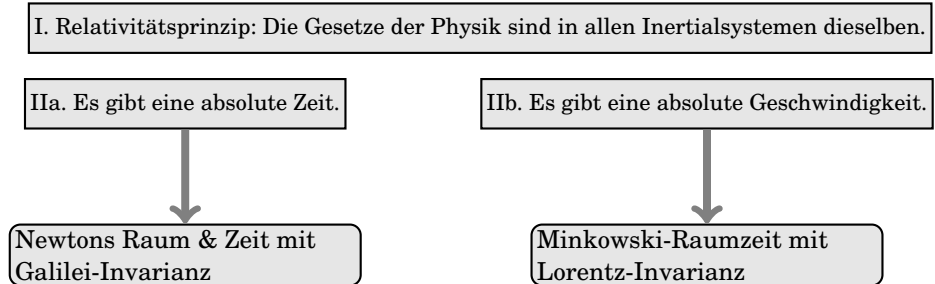 I. Relativitätsprinzip: Die Gesetze der Physik sind in allen Inertialsystemen dieselben.
IIa. Es gibt eine absolute Zeit.
IIb. Es gibt eine absolute Geschwindigkeit.
Newtons Raum & Zeit mit
Galilei-Invarianz
Minkowski-Raumzeit mit
Lorentz-Invarianz